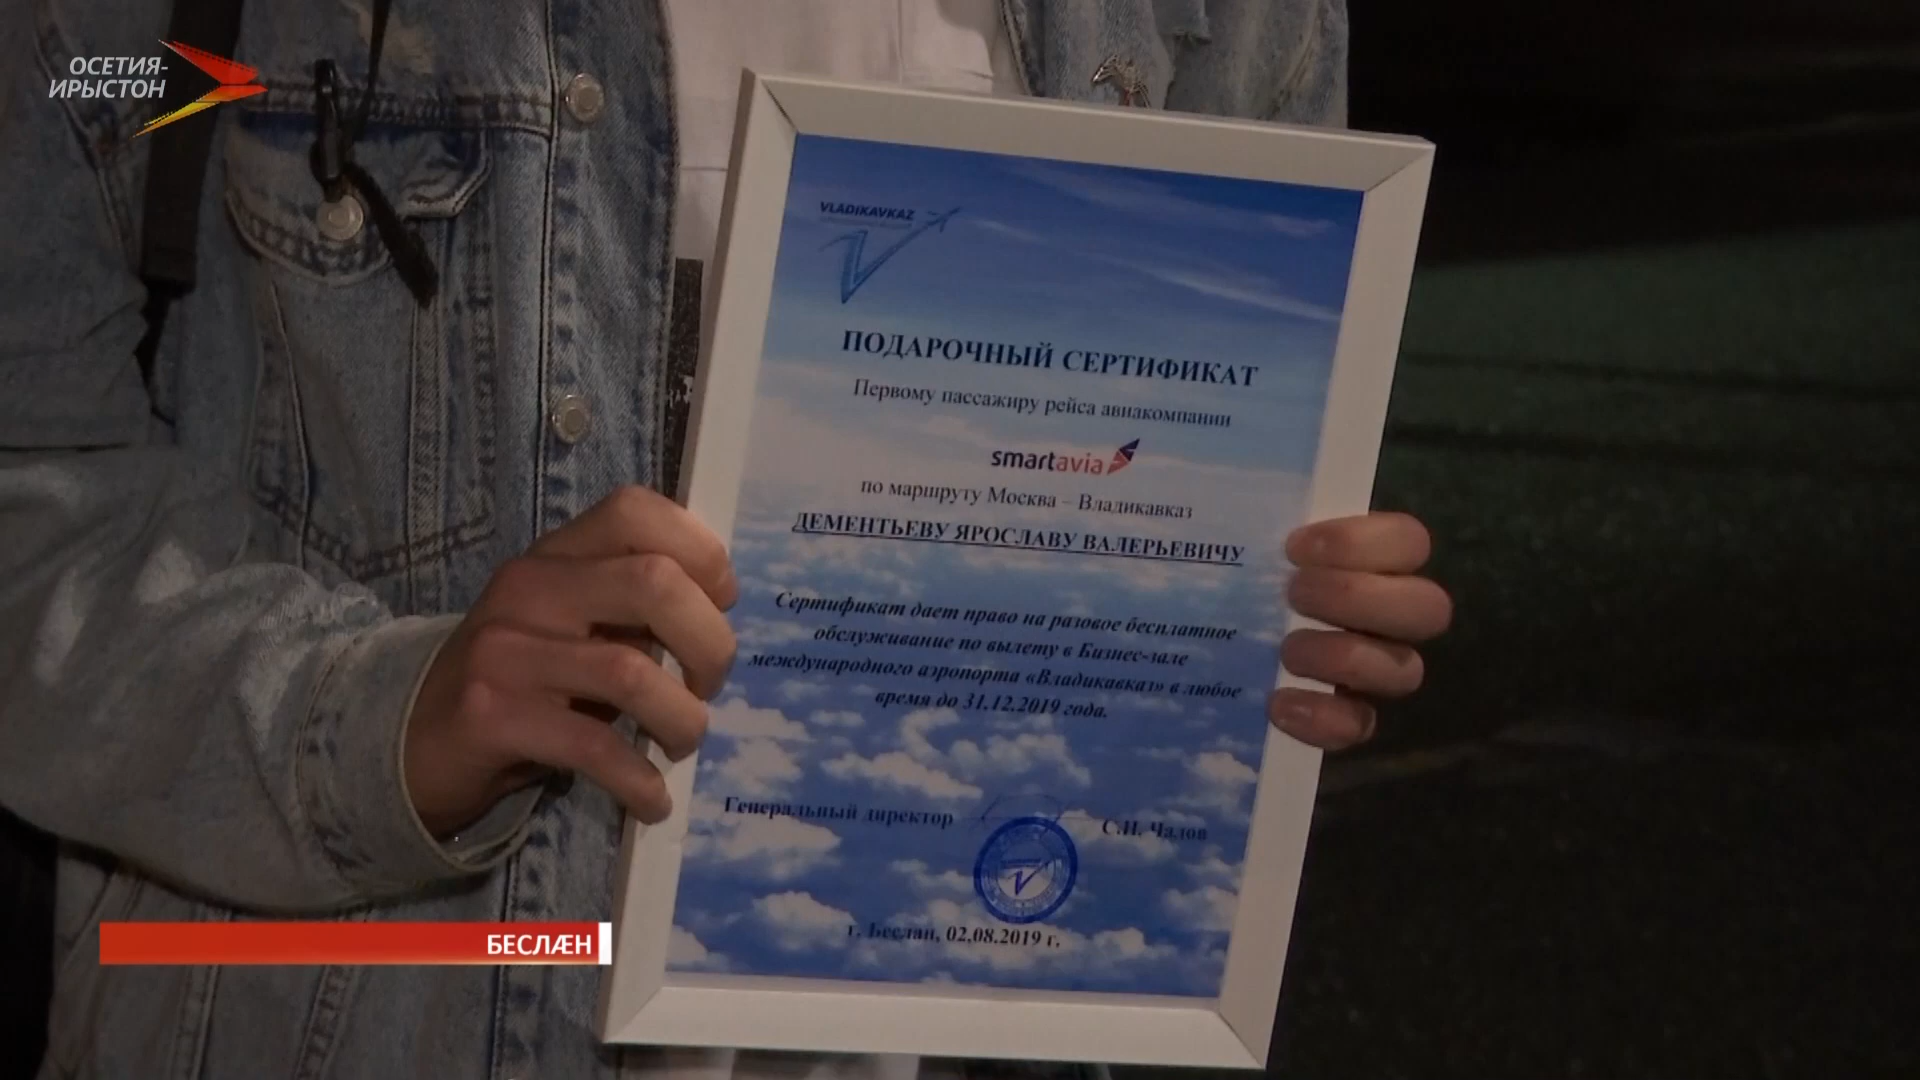 ОСЕТИЯ-
ИРЫСТОН
VLADIKAVKAZ
ПОДАРОЧНЫЙ СЕРТИФИКАТ
Первому пассажиру рейса авиакомпании
smartavia
по маршруту Москва – Владикавказ
ДЕМЕНТЬЕВУ ЯРОСЛАВУ ВАЛЕРЬЕВИЧУ
Сертификат дает право на разовое бесплатное
обслуживание по вылету в Бизнес-зале
международного аэропорта «Владикавказ» в любое
время до 31.12.2019 года.
Генеральный директор С.Н. Чалов
г. Беслан, 02.08.2019 г.
БЕСЛÆН